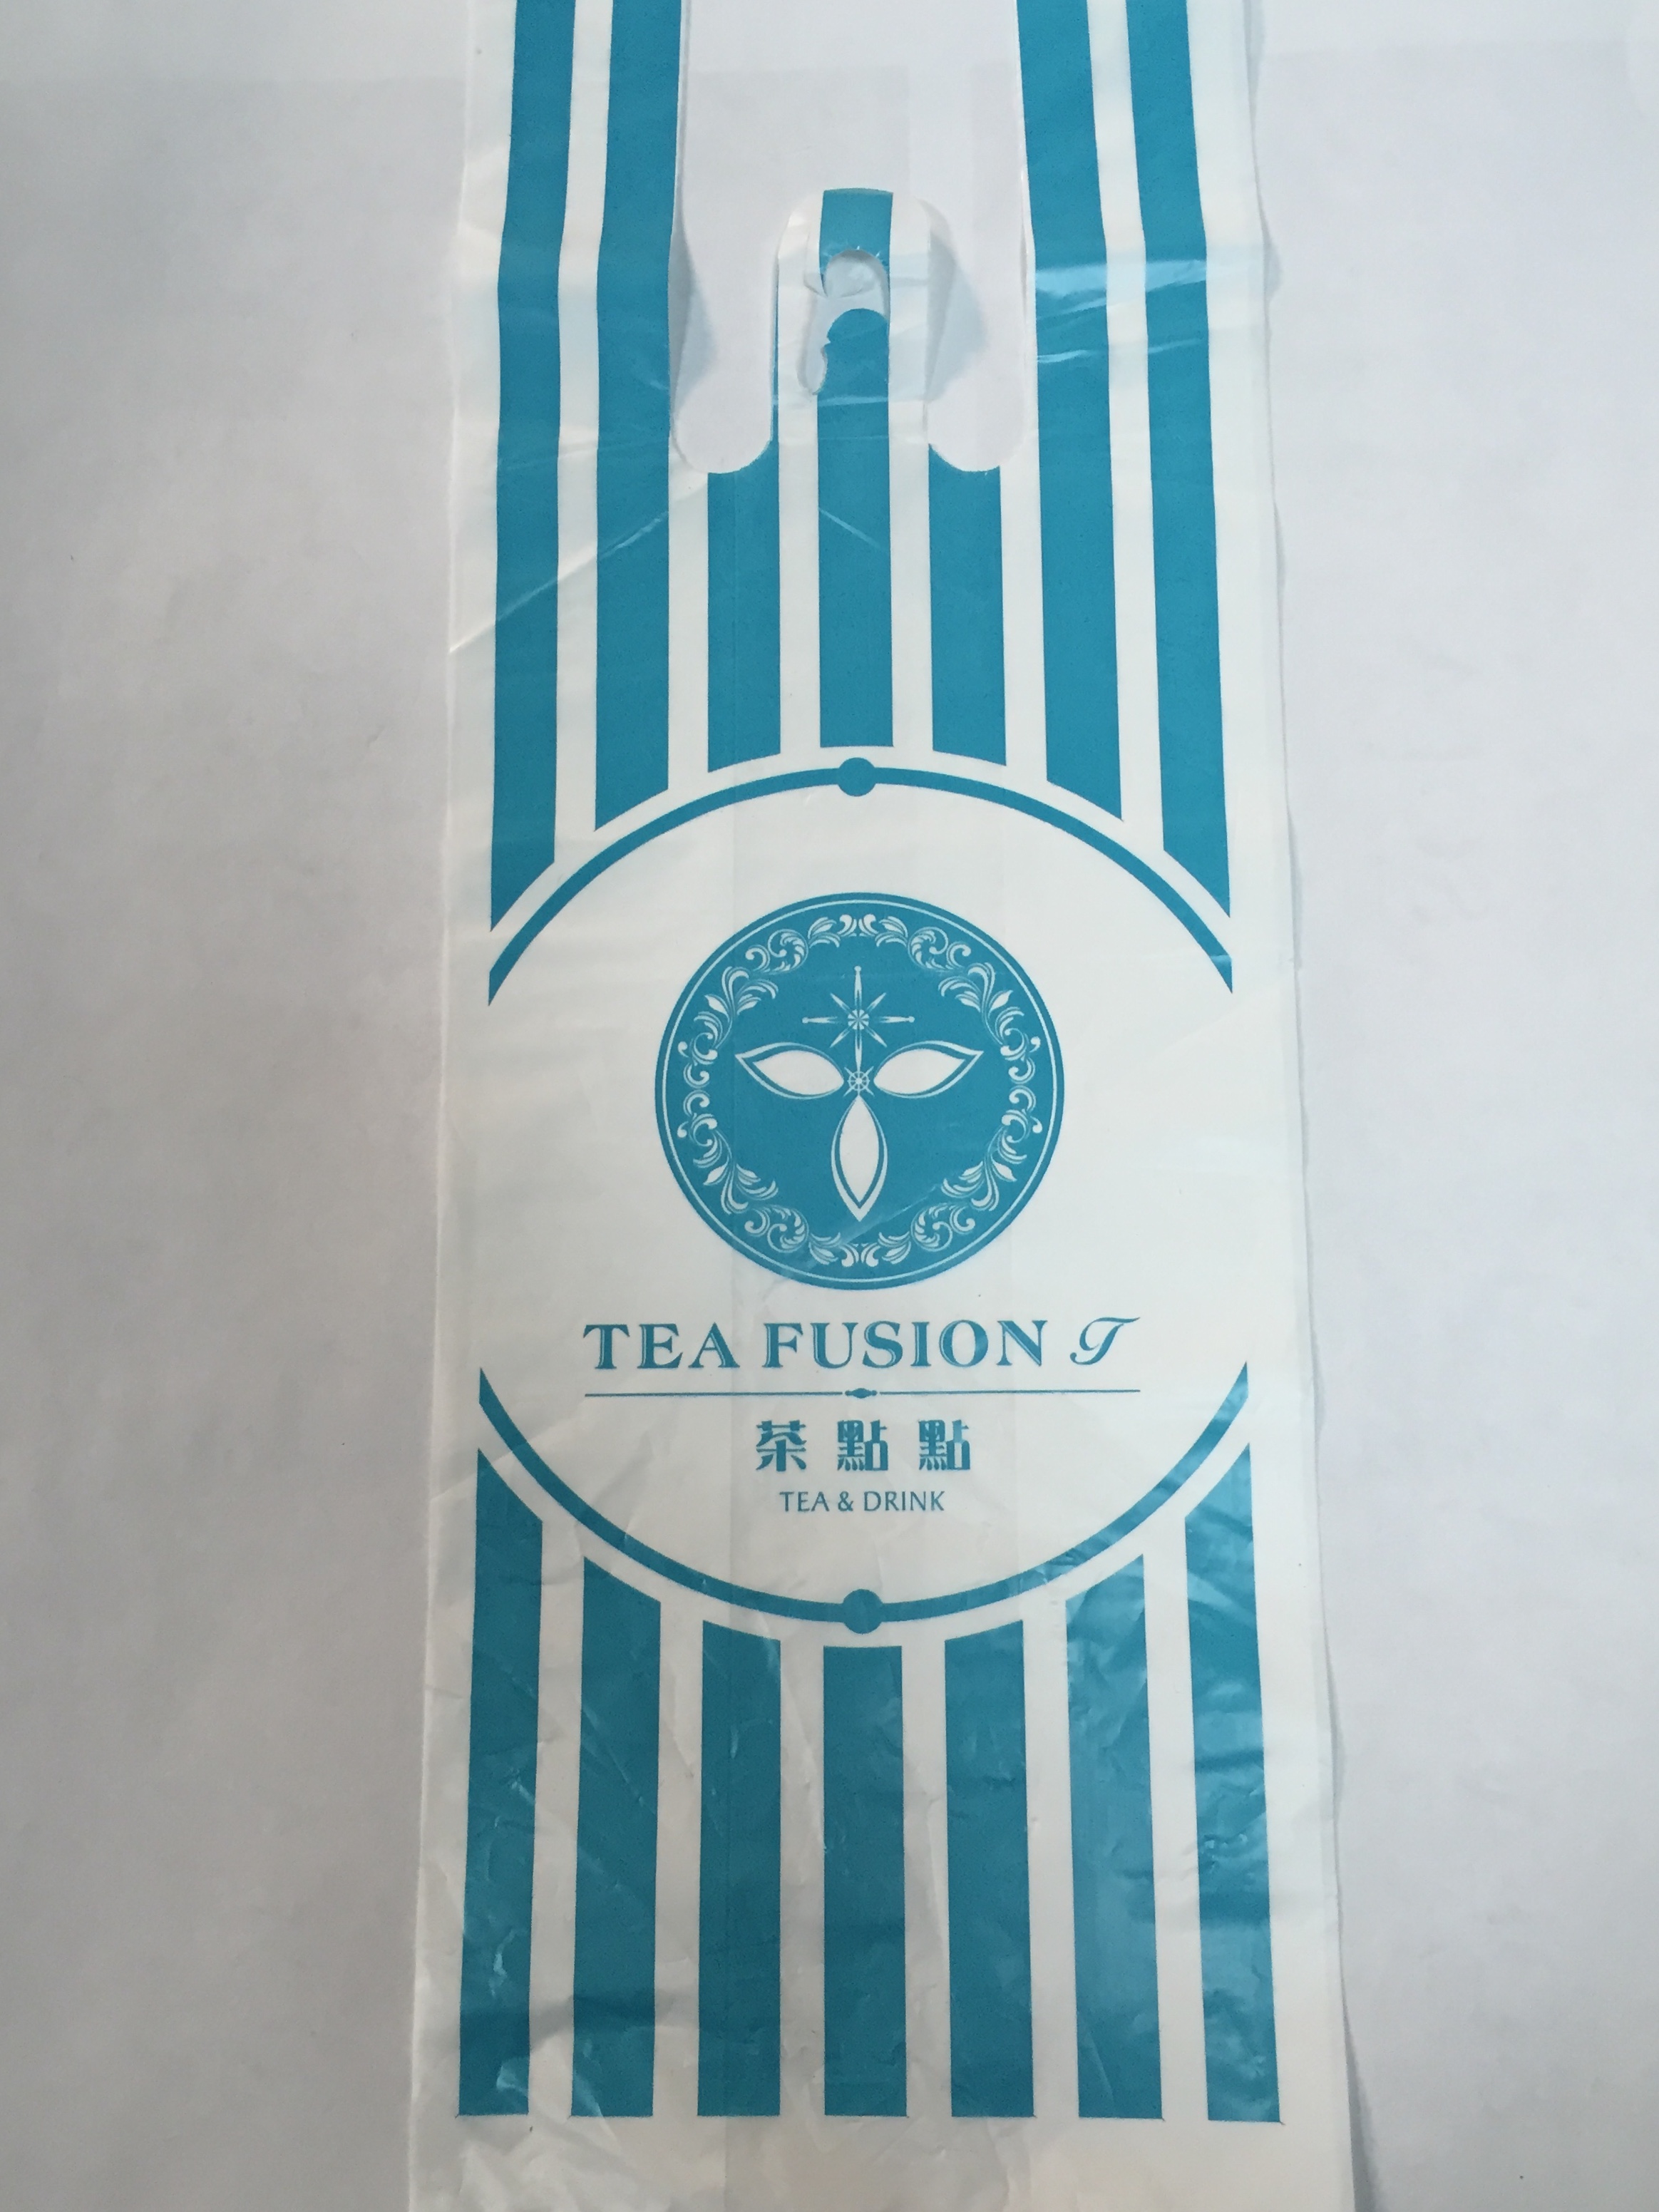 TEA FUSION T
茶點點
TEA & DRINK